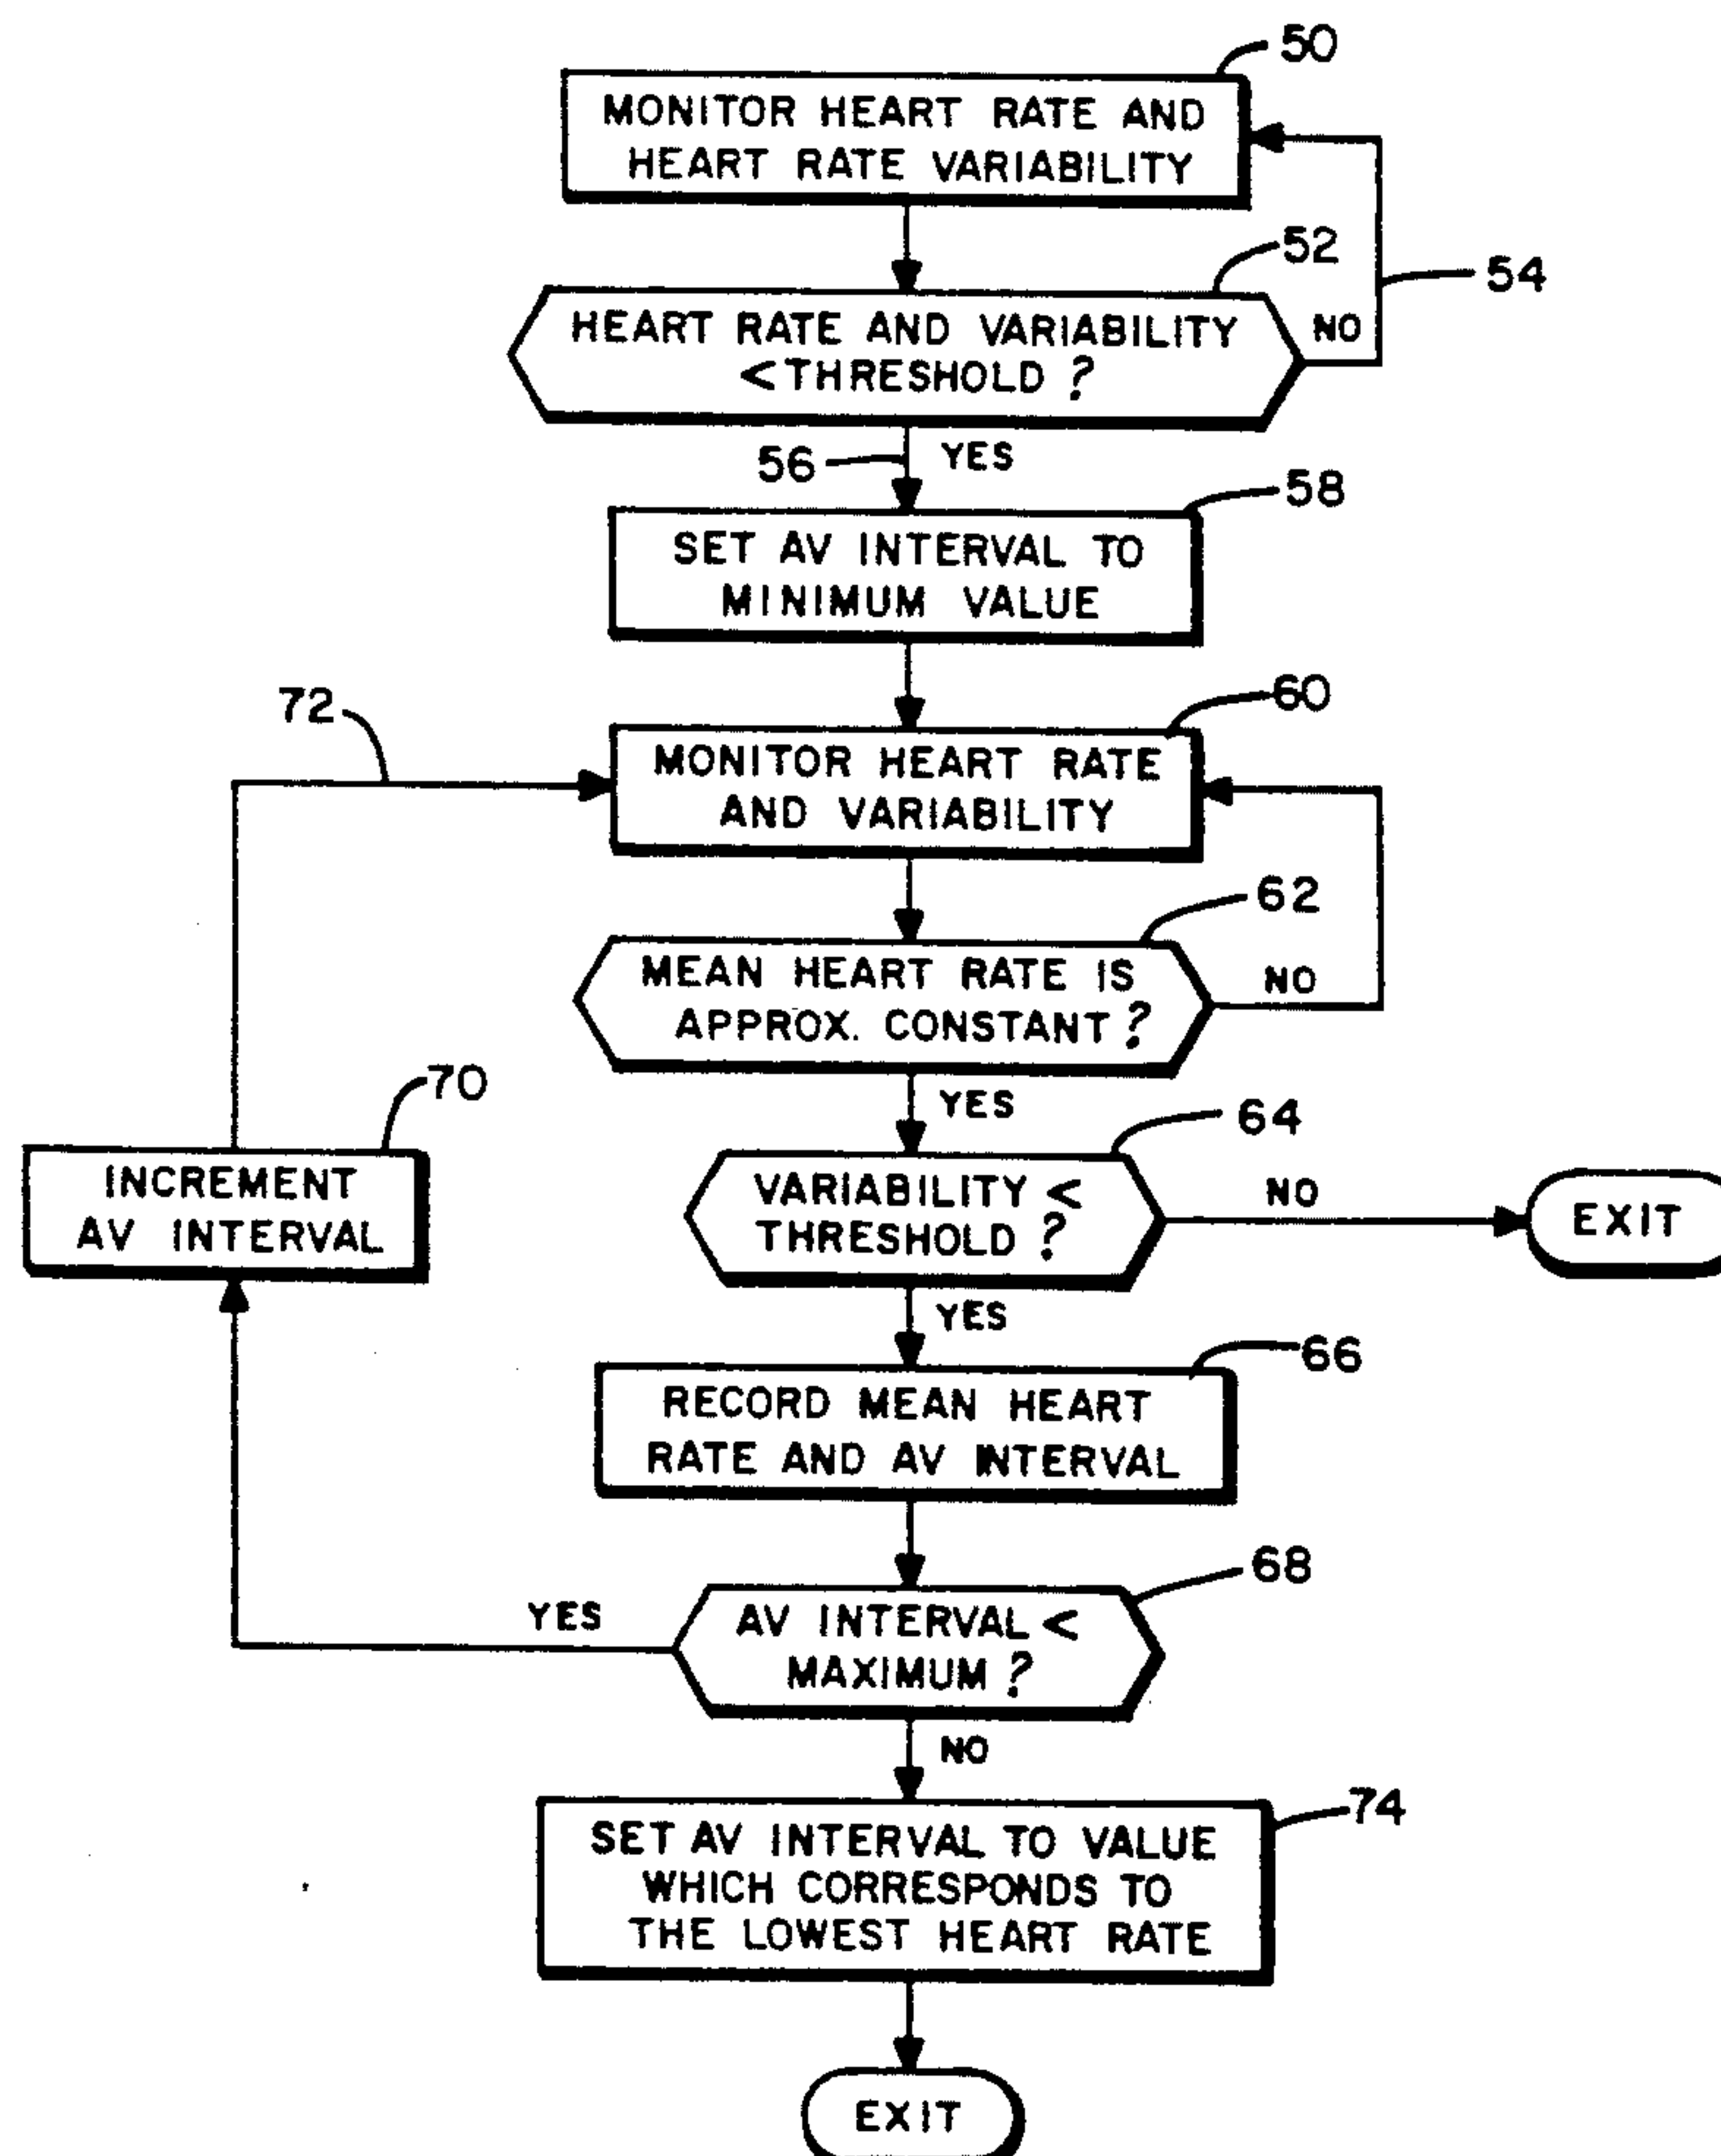 50
MONITOR HEART RATE AND
HEART RATE VARIABILITY
52
HEART RATE AND VARIABILITY
<THRESHOLD ?
NO
54
56
YES
58
SET AV INTERVAL TO
MINIMUM VALUE
72
60
MONITOR HEART RATE
AND VARIABILITY
62
MEAN HEART RATE IS
APPROX. CONSTANT ?
NO
YES
70
INCREMENT
AV INTERVAL
64
VARIABILITY <
THRESHOLD ?
NO
EXIT
YES
66
RECORD MEAN HEART
RATE AND AV INTERVAL
68
AV INTERVAL <
MAXIMUM ?
YES
NO
74
SET AV INTERVAL TO VALUE
WHICH CORRESPONDS TO
THE LOWEST HEART RATE
EXIT